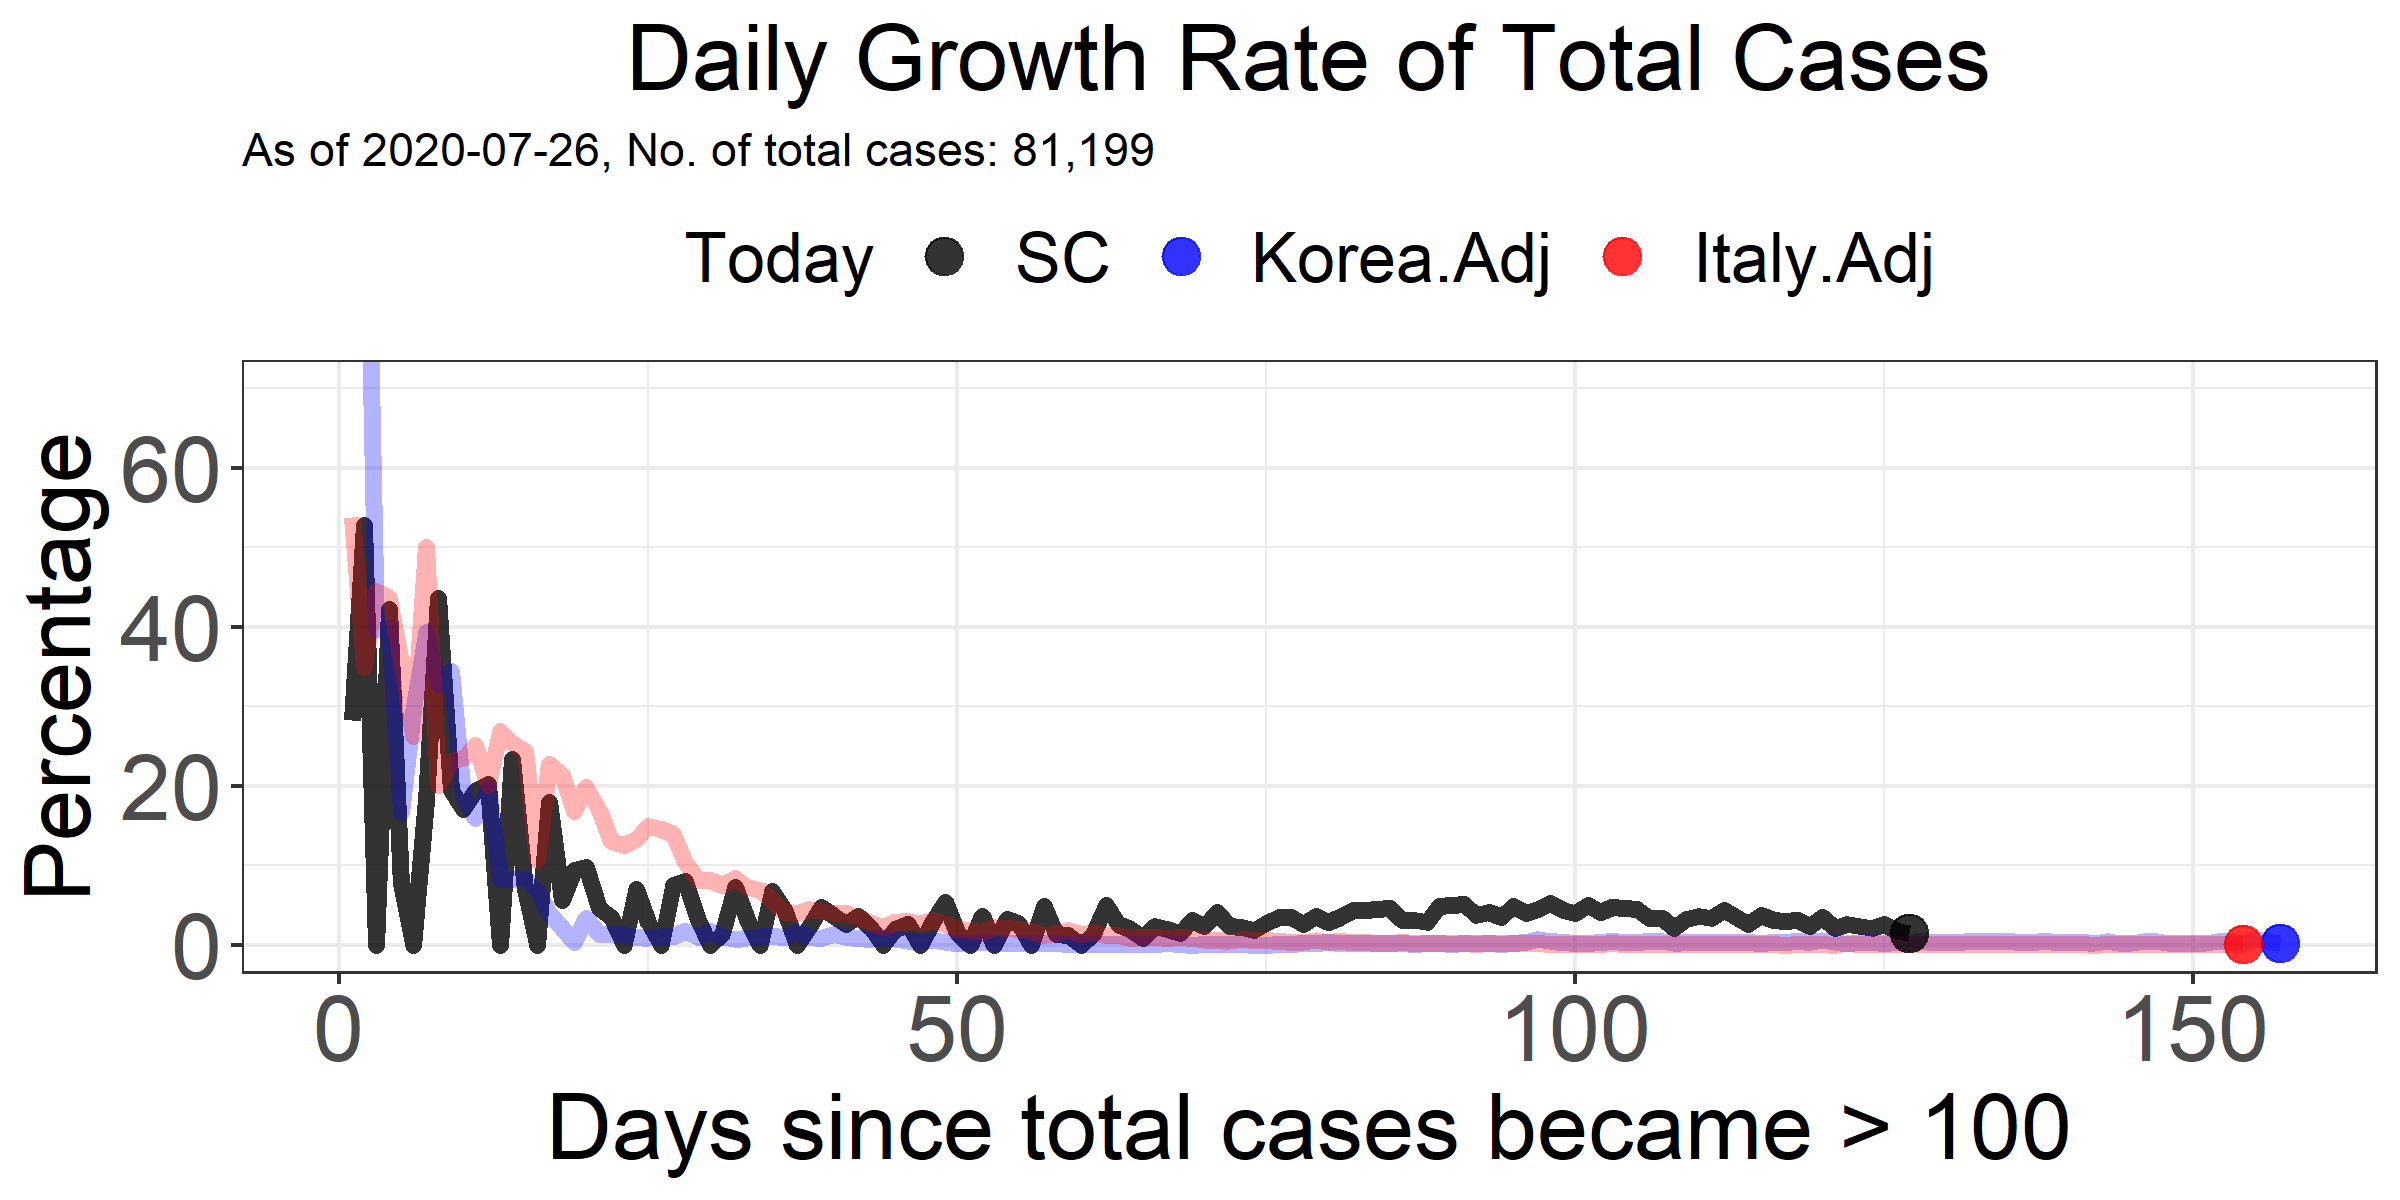 Daily Growth Rate of Total Cases
As of 2020-07-26, No. of total cases: 81,199
Today SC Korea.Adj Italy.Adj
Percentage
60
40
20
0
0 50 100 150
Days since total cases became > 100